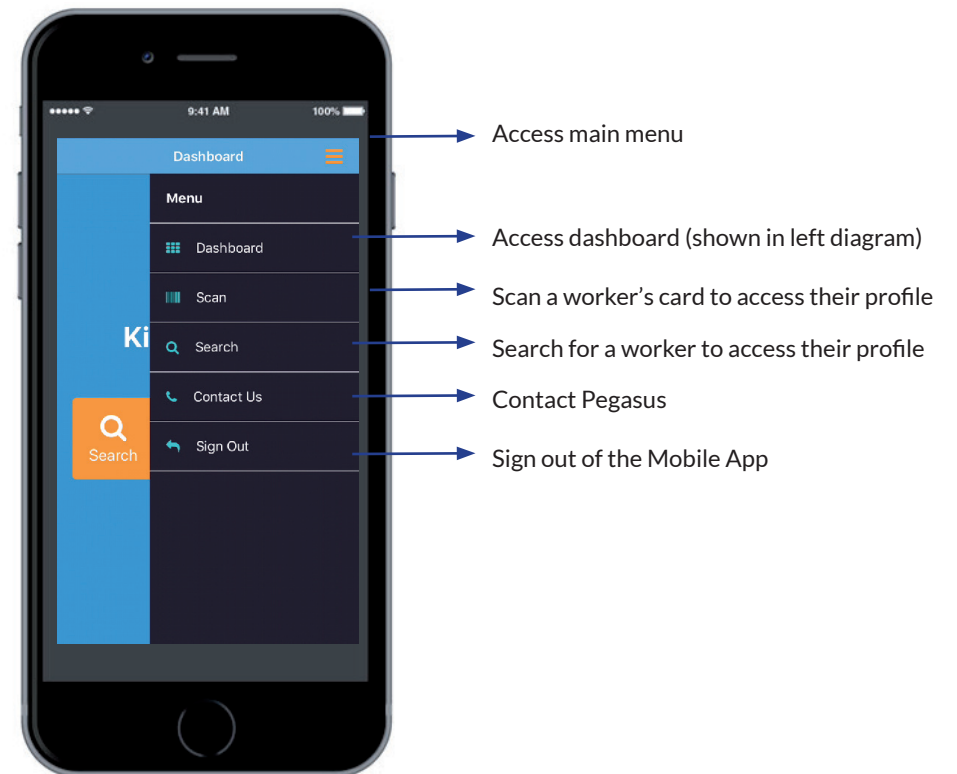 9:41 AM
100%
Access main menu
Dashboard
Menu
Dashboard
Access dashboard (shown in left diagram)
Scan
Scan a worker's card to access their profile
Ki
Search
Search for a worker to access their profile
Contact Us
Contact Pegasus
Search
Sign Out
Sign out of the Mobile App